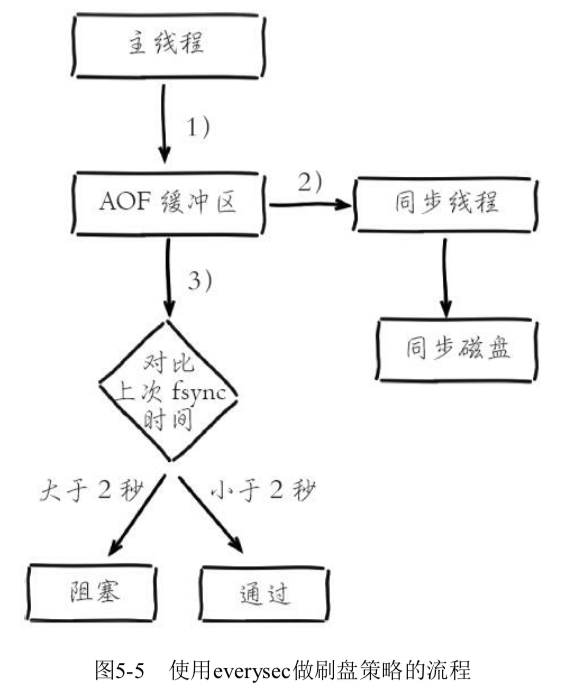 主线程
1)
AOF 缓冲区
2)
同步线程
3)
同步磁盘
对比
上次 fsync
时间
大于 2 秒
小于 2 秒
阻塞
通过
图5-5 使用everysec做刷盘策略的流程